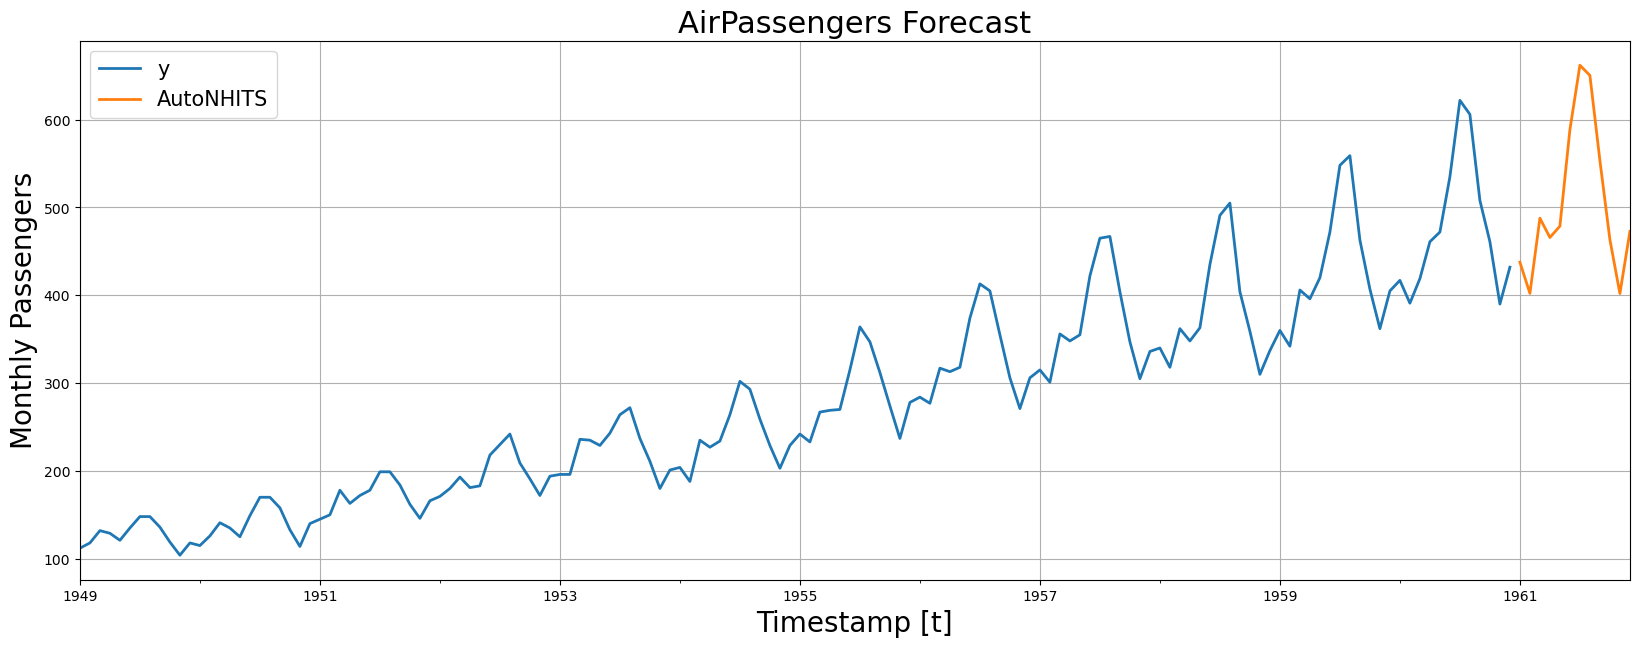 AirPassengers Forecast
y
AutoNHITS
Monthly Passengers
600
500
400
300
200
100
1949
1951
1953
1955
1957
1959
1961
Timestamp [t]